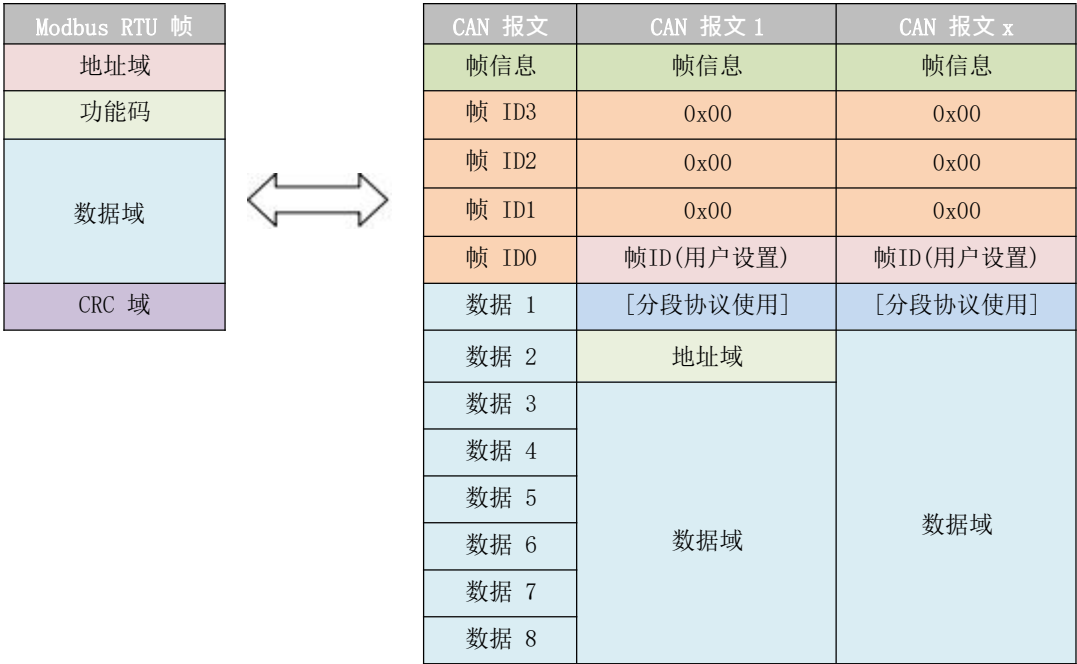 Modbus RTU 帧
地址域
功能码
数据域
CRC 域
CAN 报文 CAN 报文 1 CAN 报文 x
帧信息 帧信息 帧信息
帧 ID3 0x00 0x00
帧 ID2 0x00 0x00
帧 ID1 0x00 0x00
帧 ID0 帧ID(用户设置) 帧ID(用户设置)
数据 1 [分段协议使用] [分段协议使用]
数据 2 地址域
数据 3
数据 4
数据 5
数据 6 数据域 数据域
数据 7
数据 8